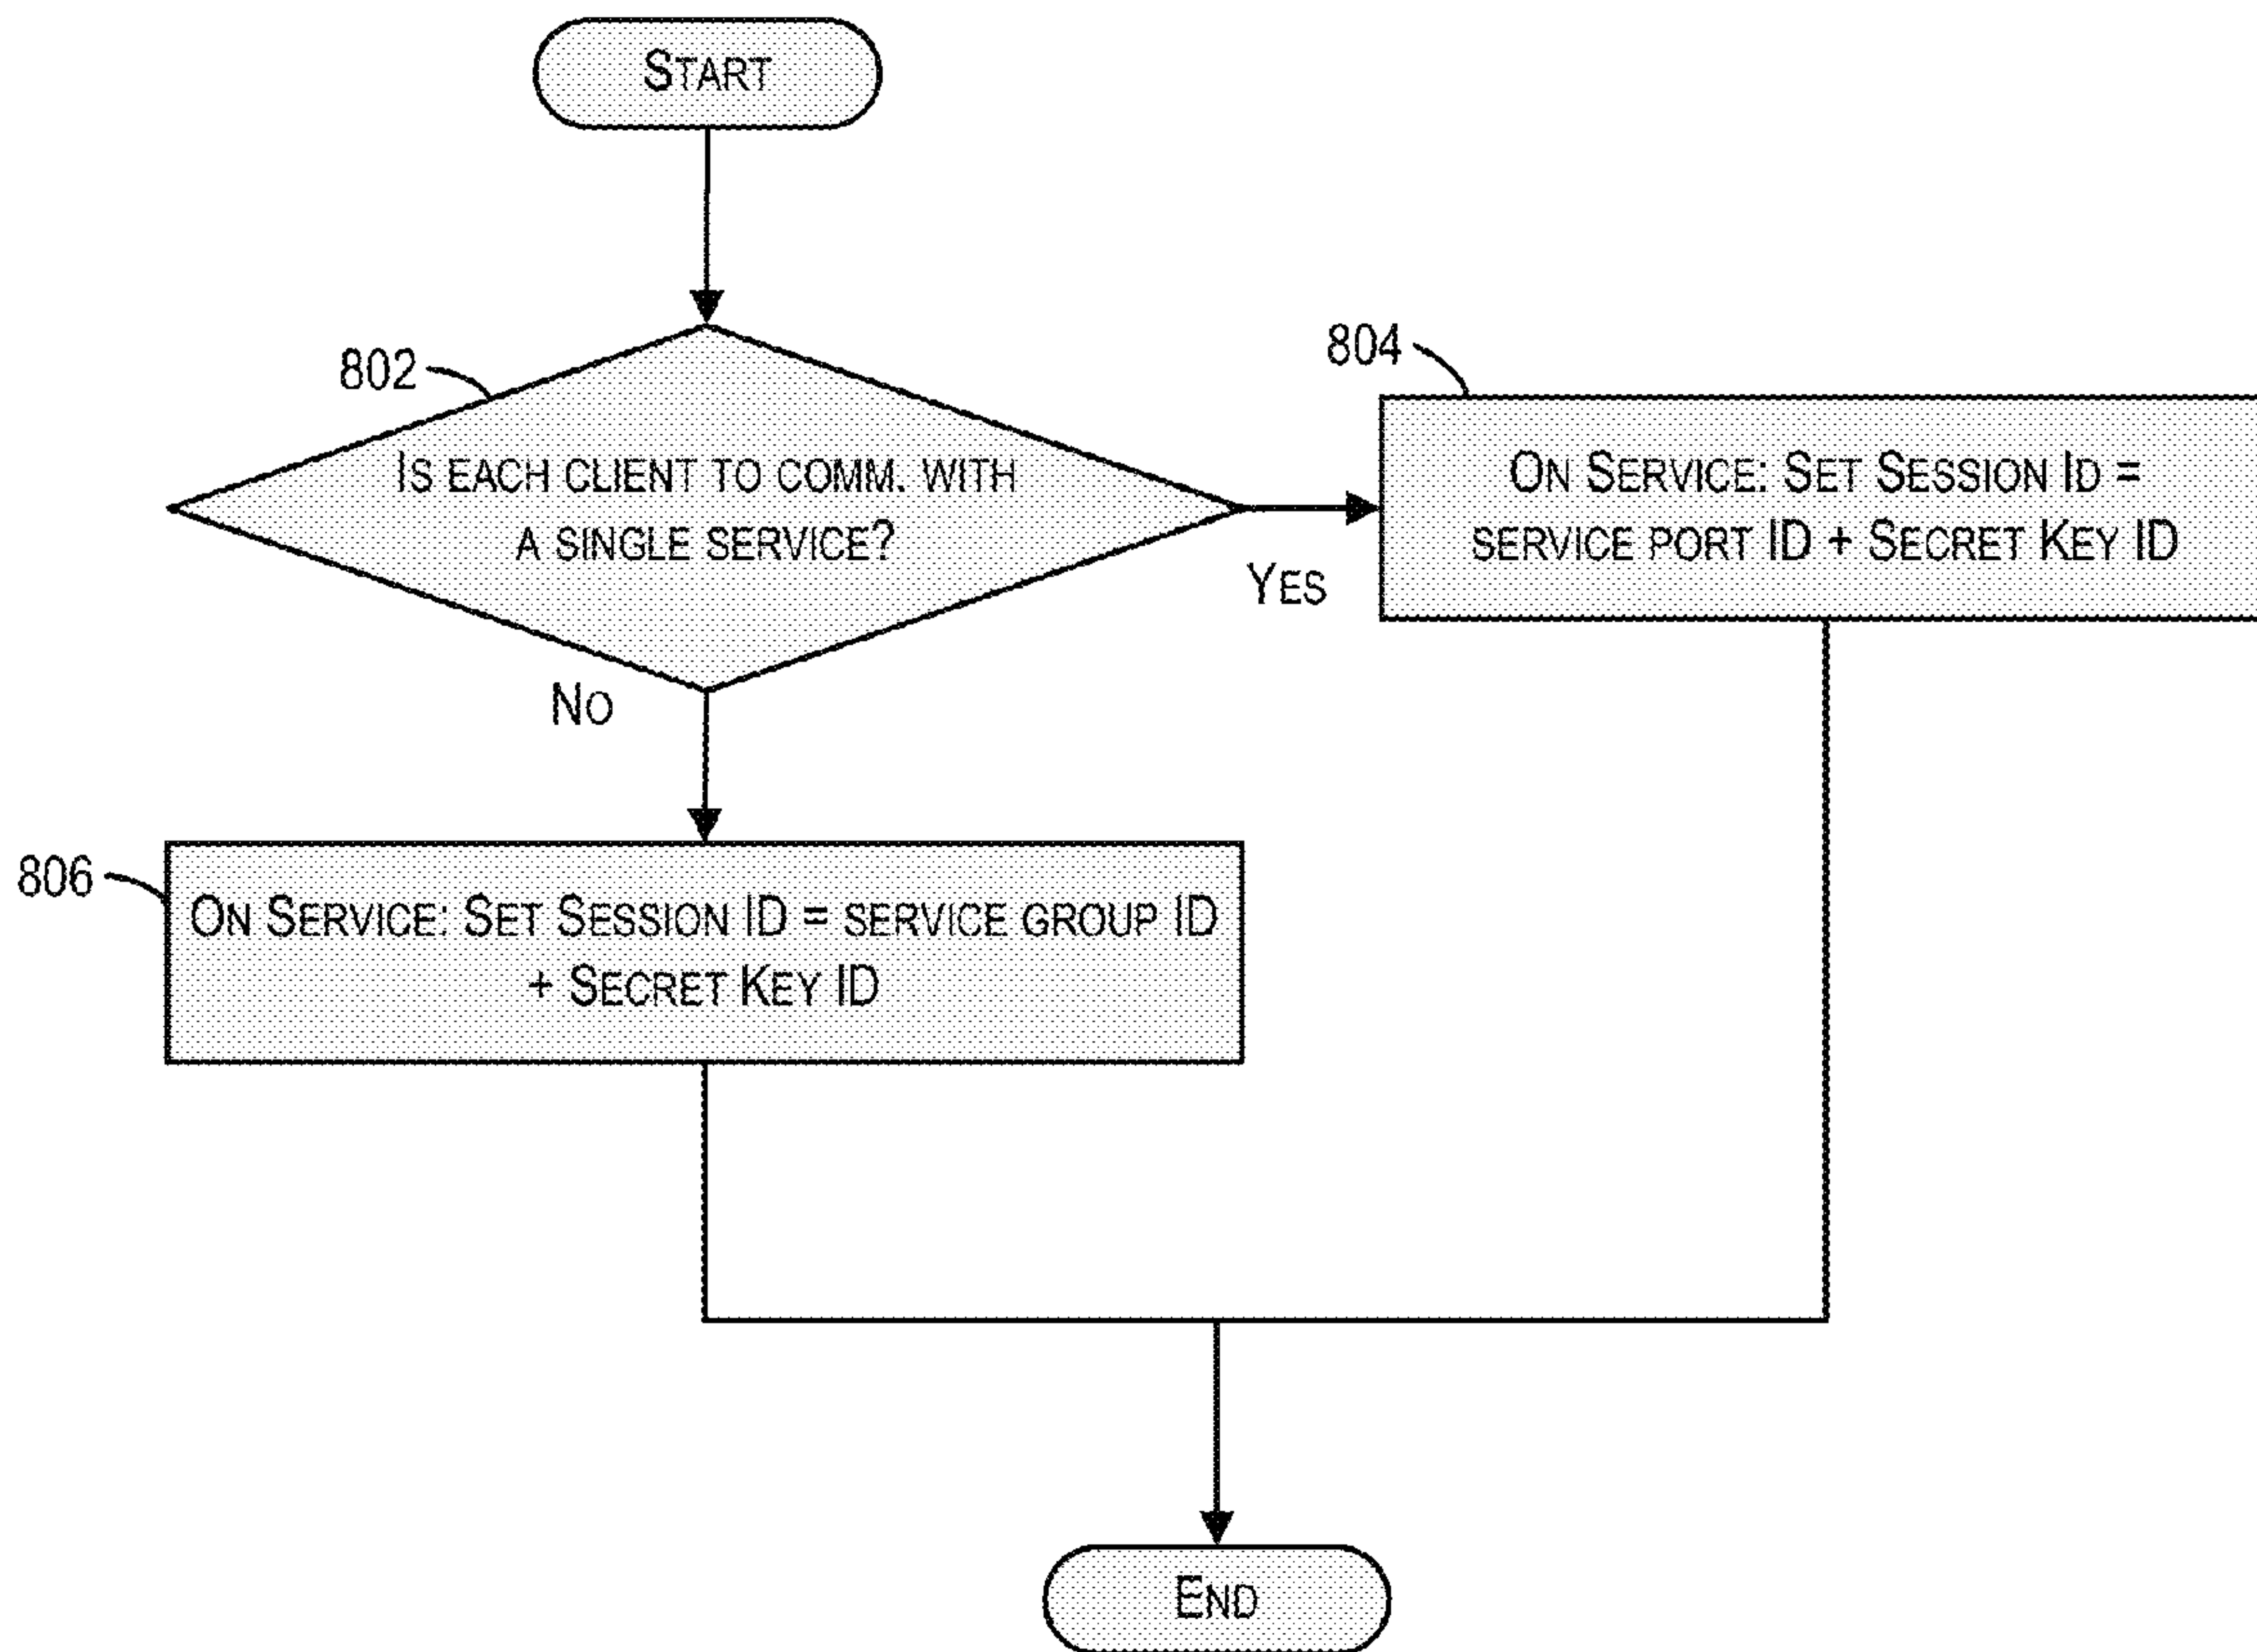 START
802
IS EACH CLIENT TO COMM. WITH
A SINGLE SERVICE?
YES
NO
804
ON SERVICE: SET SESSION ID =
SERVICE PORT ID + SECRET KEY ID
806
ON SERVICE: SET SESSION ID = SERVICE GROUP ID
+ SECRET KEY ID
END